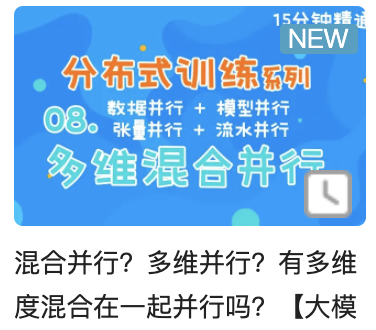 15分钟精通
NEW
分布式训练系列
08.
数据并行 + 模型并行
张量并行 + 流水并行
多维混合并行
混合并行？多维并行？有多维
度混合在一起并行吗？【大模